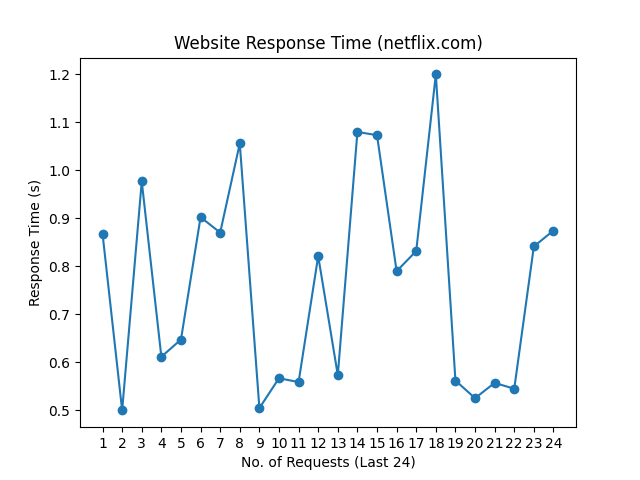 Website Response Time (netflix.com)
1.2
1.1
1.0
0.9
0.8
0.7
0.6
0.5
Response Time (s)
1 2 3 4 5 6 7 8 9 10 11 12 13 14 15 16 17 18 19 20 21 22 23 24
No. of Requests (Last 24)